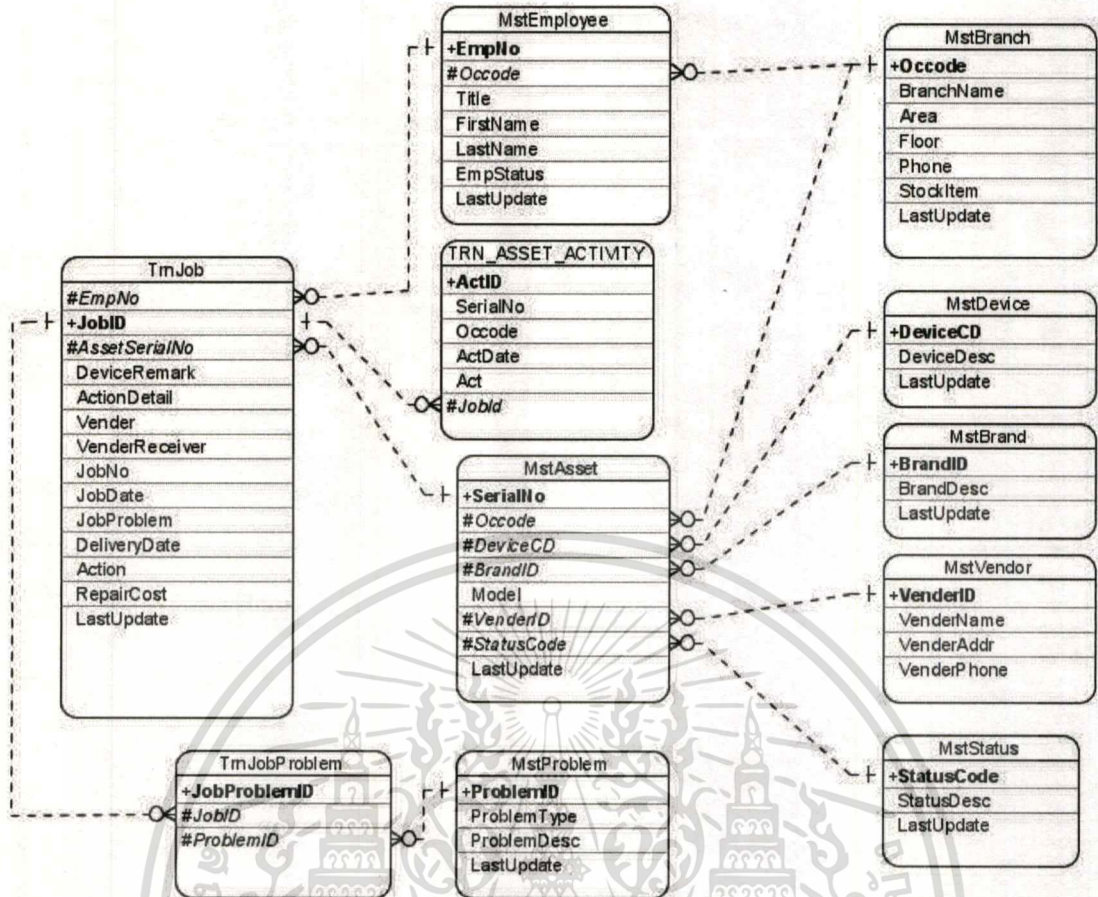 MstEmployee
+EmpNo
#Occode
Title
FirstName
LastName
EmpStatus
LastUpdate
MstBranch
+Occode
BranchName
Area
Floor
Phone
StockItem
LastUpdate
TrnJob
#EmpNo
+JobID
#AssetSerialNo
DeviceRemark
ActionDetail
Vender
VenderReceiver
JobNo
JobDate
JobProblem
DeliveryDate
Action
RepairCost
LastUpdate
TRN_ASSET_ACTIVITY
+ActID
SerialNo
Occode
ActDate
Act
#JobId
MstDevice
+DeviceCD
DeviceDesc
LastUpdate
MstBrand
+BrandID
BrandDesc
LastUpdate
MstAsset
+SerialNo
#Occode
#DeviceCD
#BrandID
Model
#VenderID
#StatusCode
LastUpdate
MstVendor
+VenderID
VenderName
VenderAddr
VenderPhone
MstStatus
+StatusCode
StatusDesc
LastUpdate
TrnJobProblem
+JobProblemID
#JobID
#ProblemID
MstProblem
+ProblemID
ProblemType
ProblemDesc
LastUpdate